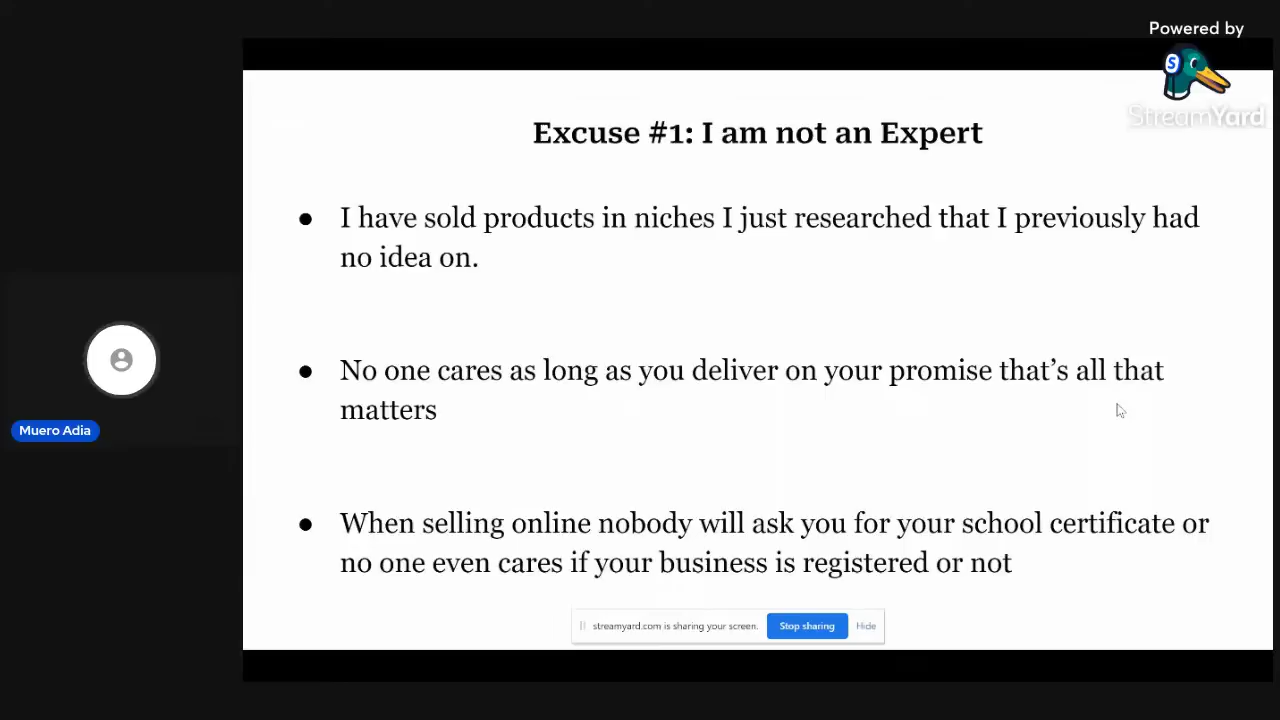 Powered by
StreamYard
Excuse #1: I am not an Expert
● I have sold products in niches I just researched that I previously had
no idea on.
● No one cares as long as you deliver on your promise that’s all that
matters
● When selling online nobody will ask you for your school certificate or
no one even cares if your business is registered or not
Muero Adia
streamyard.com is sharing your screen. Stop sharing Hide